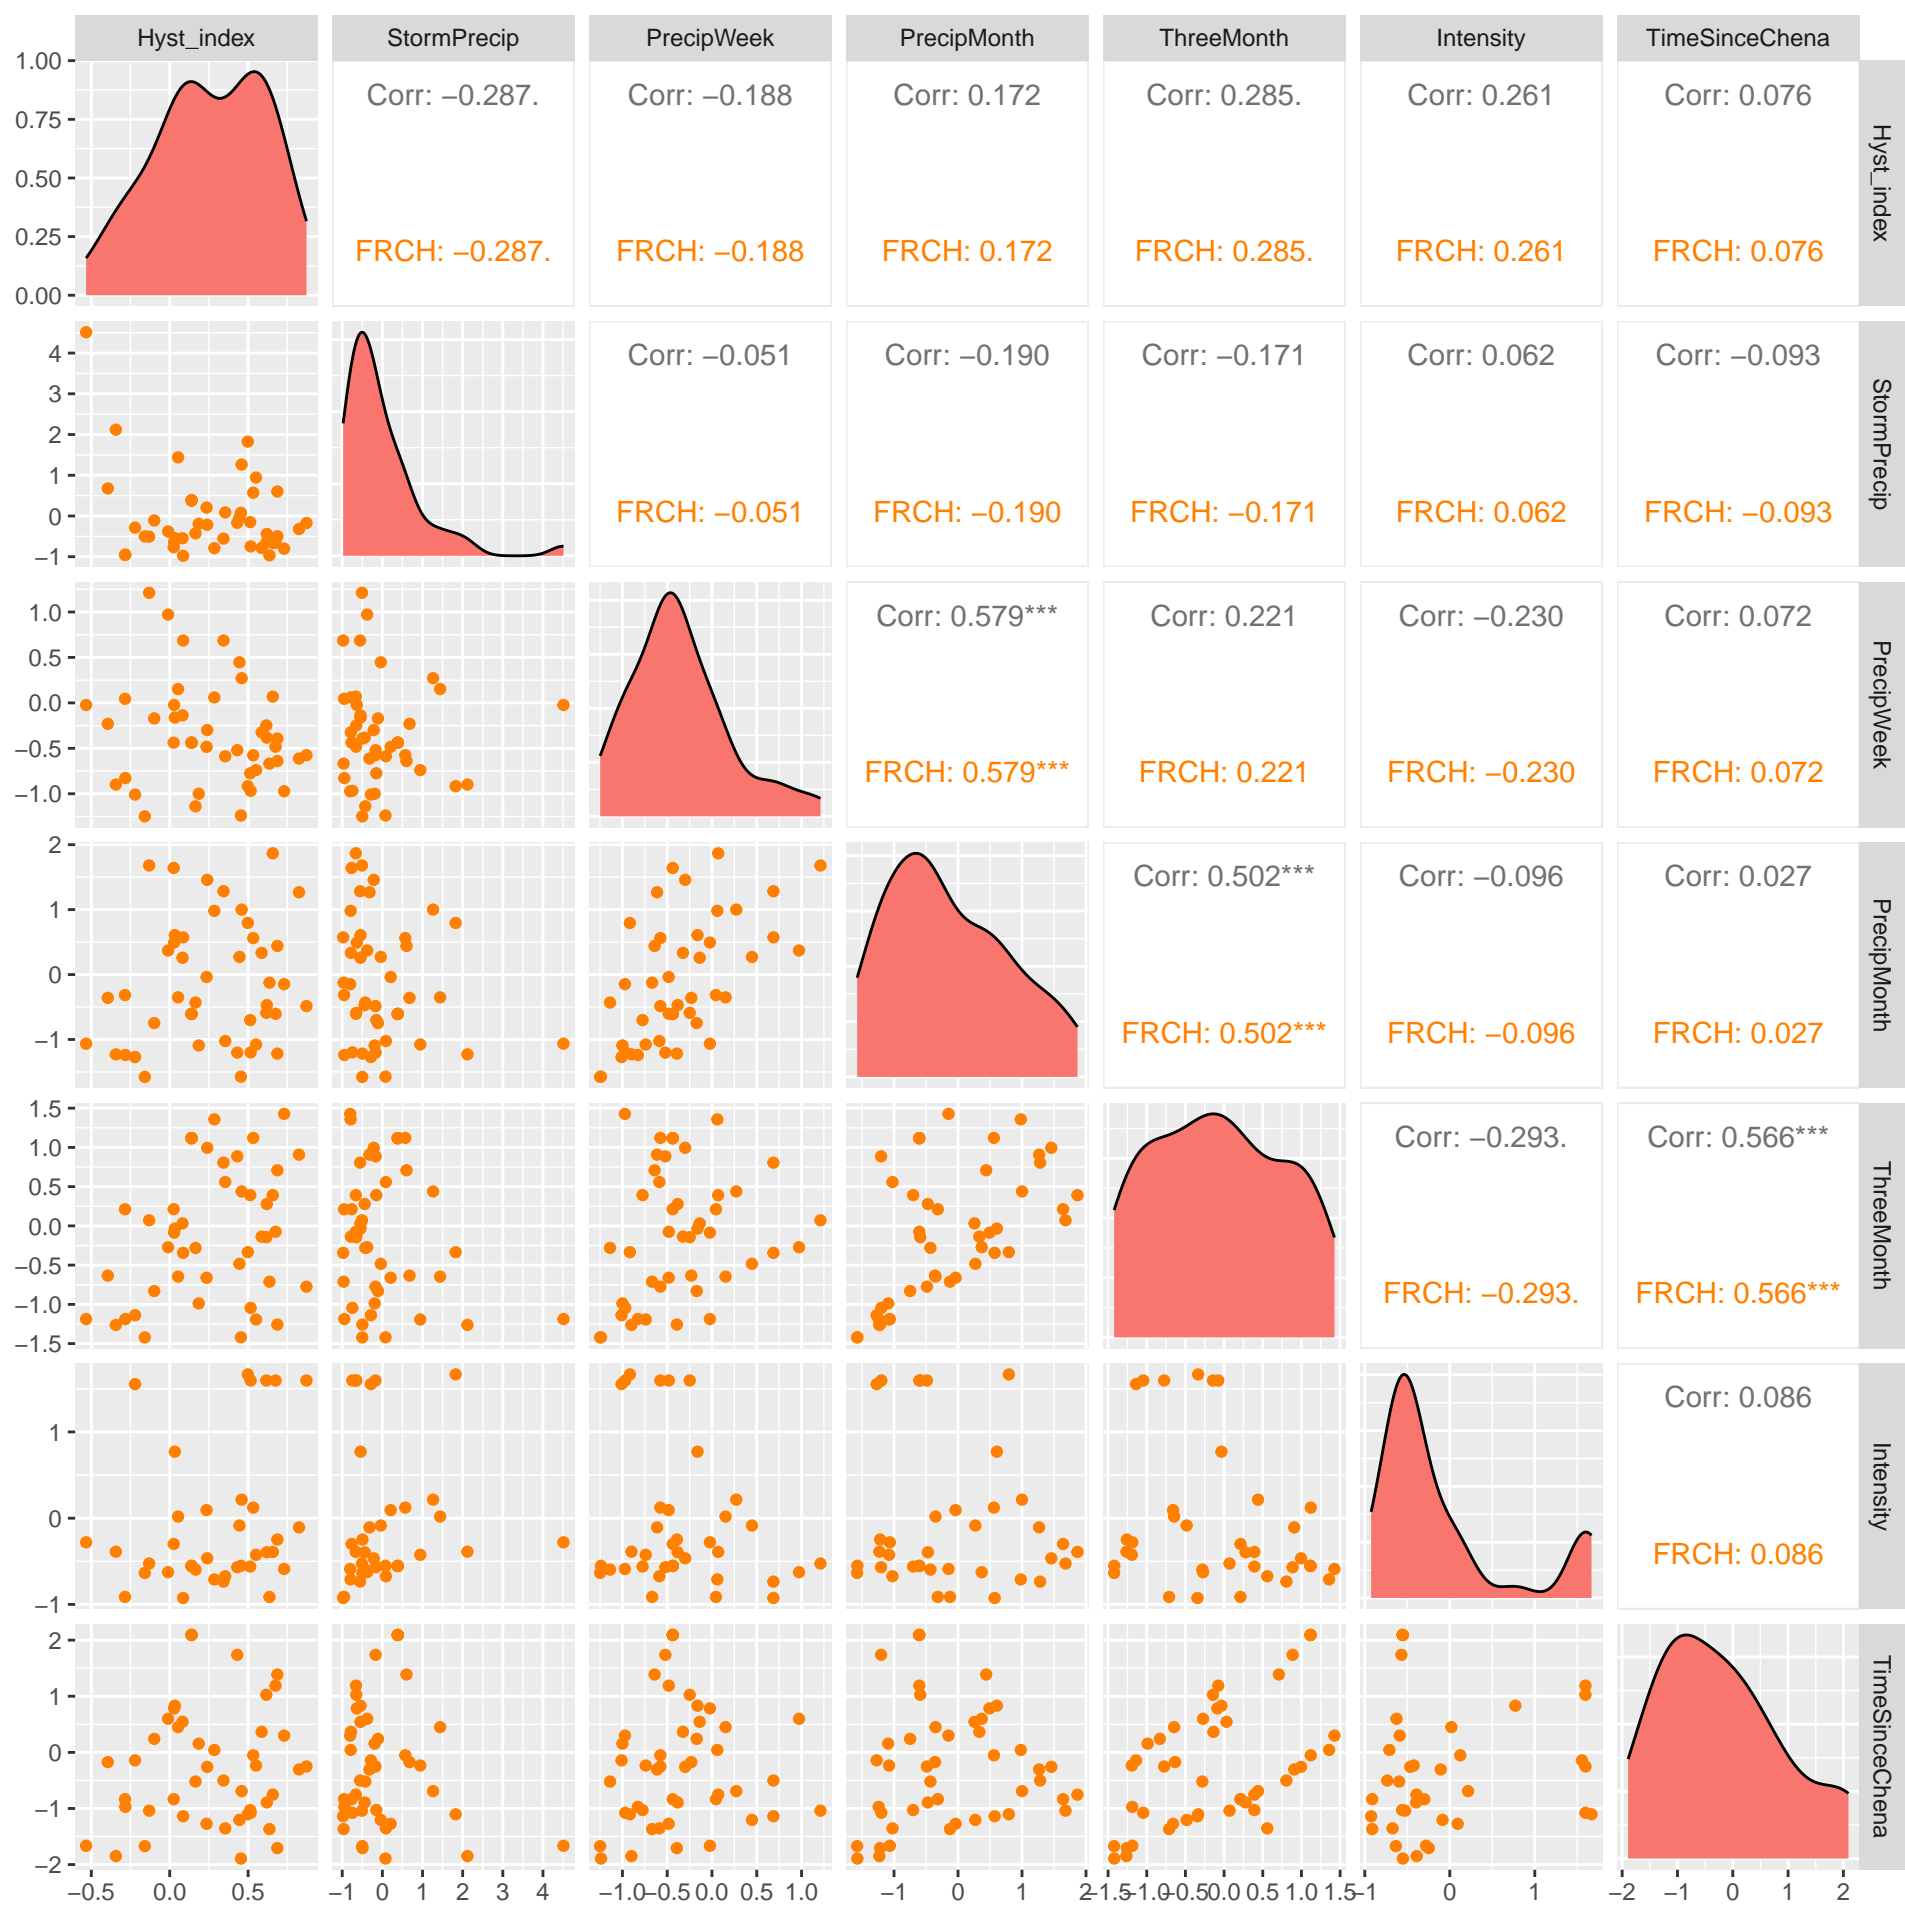 Hyst_index StormPrecip PrecipWeek PrecipMonth ThreeMonth Intensity TimeSinceChena
1.00
0.75
0.50
0.25
0.00
Corr: −0.287. Corr: −0.188 Corr: 0.172 Corr: 0.285. Corr: 0.261 Corr: 0.076
FRCH: −0.287. FRCH: −0.188 FRCH: 0.172 FRCH: 0.285. FRCH: 0.261 FRCH: 0.076
Hyst_index
4
3
2
1
0
−1
Corr: −0.051 Corr: −0.190 Corr: −0.171 Corr: 0.062 Corr: −0.093
FRCH: −0.051 FRCH: −0.190 FRCH: −0.171 FRCH: 0.062 FRCH: −0.093
StormPrecip
1.0
0.5
0.0
−0.5
−1.0
Corr: 0.579*** Corr: 0.221 Corr: −0.230 Corr: 0.072
FRCH: 0.579*** FRCH: 0.221 FRCH: −0.230 FRCH: 0.072
PrecipWeek
2
1
0
−1
Corr: 0.502*** Corr: −0.096 Corr: 0.027
FRCH: 0.502*** FRCH: −0.096 FRCH: 0.027
PrecipMonth
1.5
1.0
0.5
0.0
−0.5
−1.0
−1.5
Corr: −0.293. Corr: 0.566***
FRCH: −0.293. FRCH: 0.566***
ThreeMonth
1
0
−1
Corr: 0.086
FRCH: 0.086
Intensity
2
1
0
−1
−2
TimeSinceChena
−0.5 0.0 0.5 −1 0 1 2 3 4 −1.0 −0.5 0.0 0.5 1.0 −1 0 1 2 −1.5 −1.0 −0.5 0.0 0.5 1.0 1.5 −1 0 1 −2 −1 0 1 2